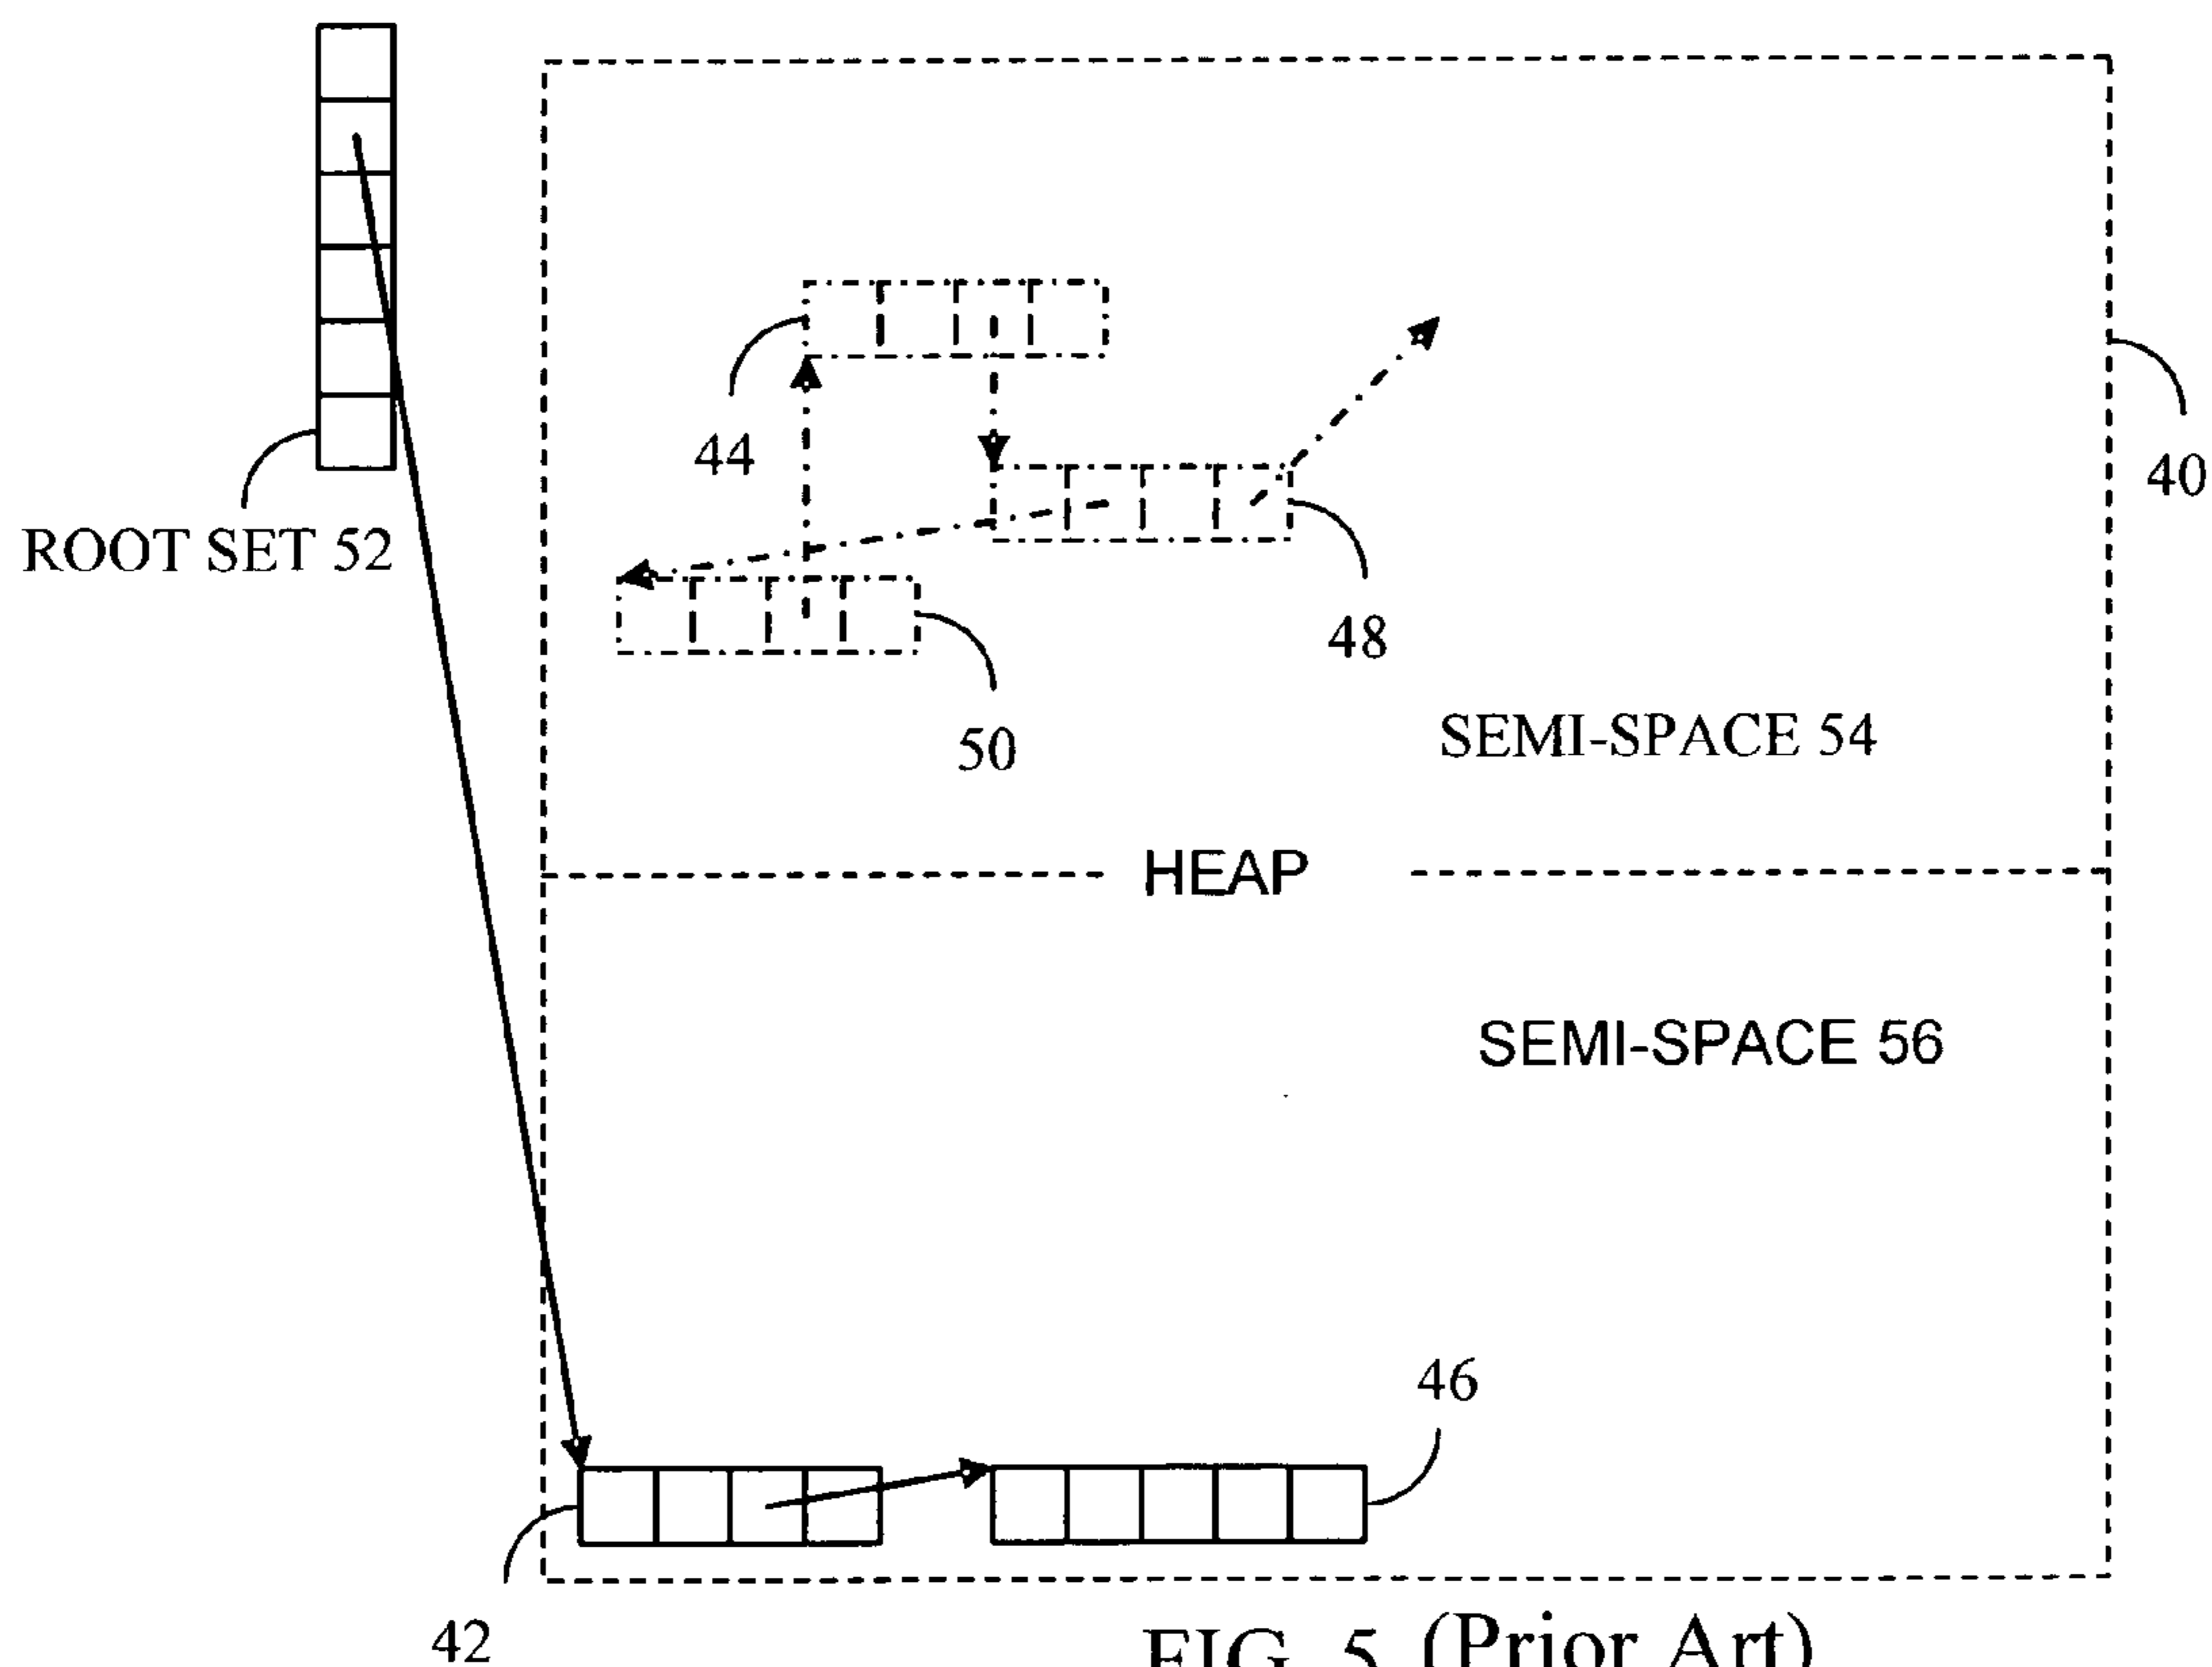 44
40
ROOT SET 52
48
50
SEMI-SPACE 54
HEAP
SEMI-SPACE 56
46
42
FIG. 5 (Prior Art)